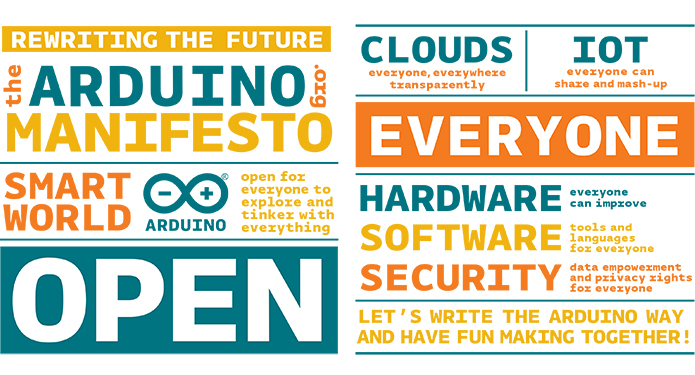 REWRITING THE FUTURE
the ARDUINO .org
MANIFESTO
SMART
WORLD
ARDUINO
®
open for
everyone to
explore and
tinker with
everything
OPEN
CLOUDS
everyone, everywhere
transparently
IOT
everyone can
share and mash-up
EVERYONE
HARDWARE
everyone
can improve
SOFTWARE
tools and
languages
for everyone
SECURITY
data empowerment
and privacy rights
for everyone
LET'S WRITE THE ARDUINO WAY
AND HAVE FUN MAKING TOGETHER!